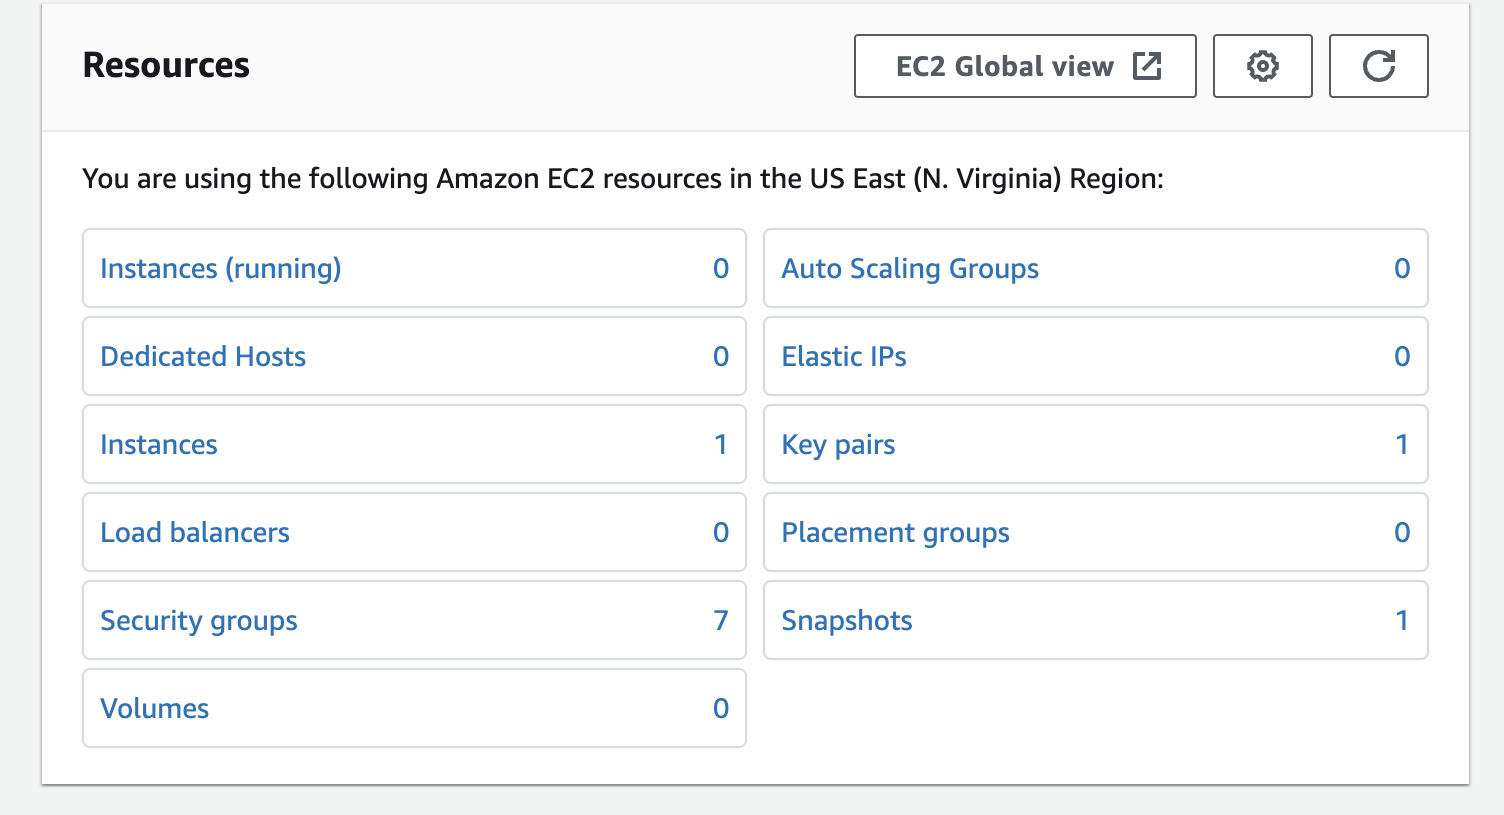 Resources
EC2 Global view
You are using the following Amazon EC2 resources in the US East (N. Virginia) Region:
Instances (running) 0
Auto Scaling Groups 0
Dedicated Hosts 0
Elastic IPs 0
Instances 1
Key pairs 1
Load balancers 0
Placement groups 0
Security groups 7
Snapshots 1
Volumes 0